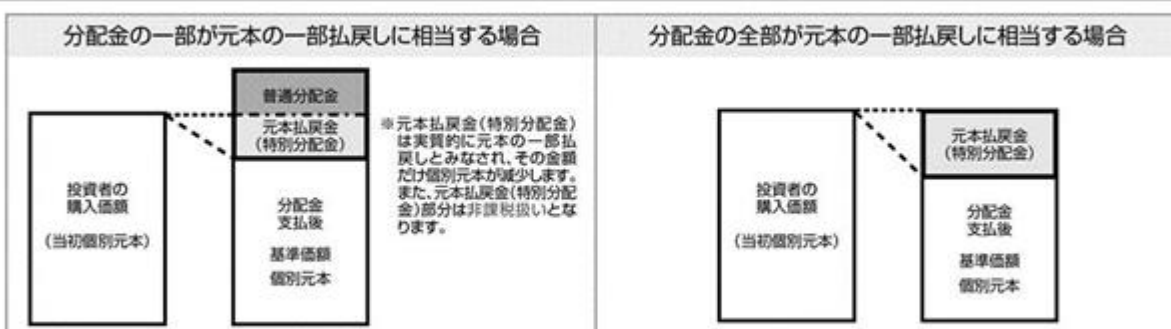 分配金の一部が元本の一部払戻しに相当する場合
普通分配金
元本払戻金
(特別分配金)
投資者の
購入価額
(当初個別元本)
分配金
支払後
基準価額
個別元本
※元本払戻金(特別分配金)
は実質的に元本の一部払
戻しとみなされ、その金額
だけ個別元本が減少します。
また、元本払戻金(特別分配
金)部分は非課税扱いとな
ります。
分配金の全部が元本の一部払戻しに相当する場合
元本払戻金
(特別分配金)
投資者の
購入価額
(当初個別元本)
分配金
支払後
基準価額
個別元本